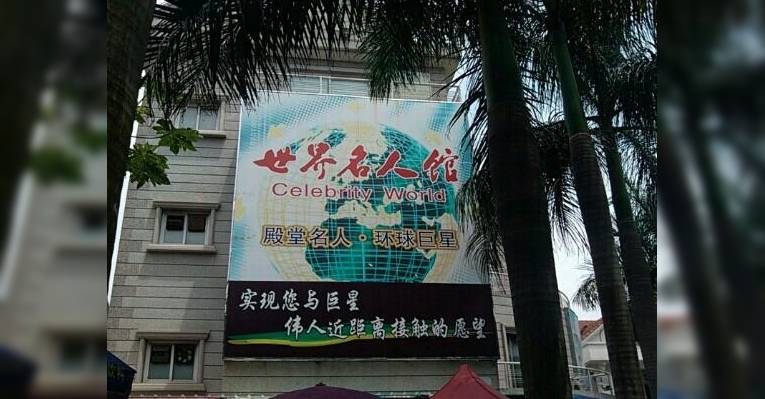 世界名人馆
Celebrity World
殿堂名人·环球巨星
实现您与巨星
伟人近距离接触的愿望